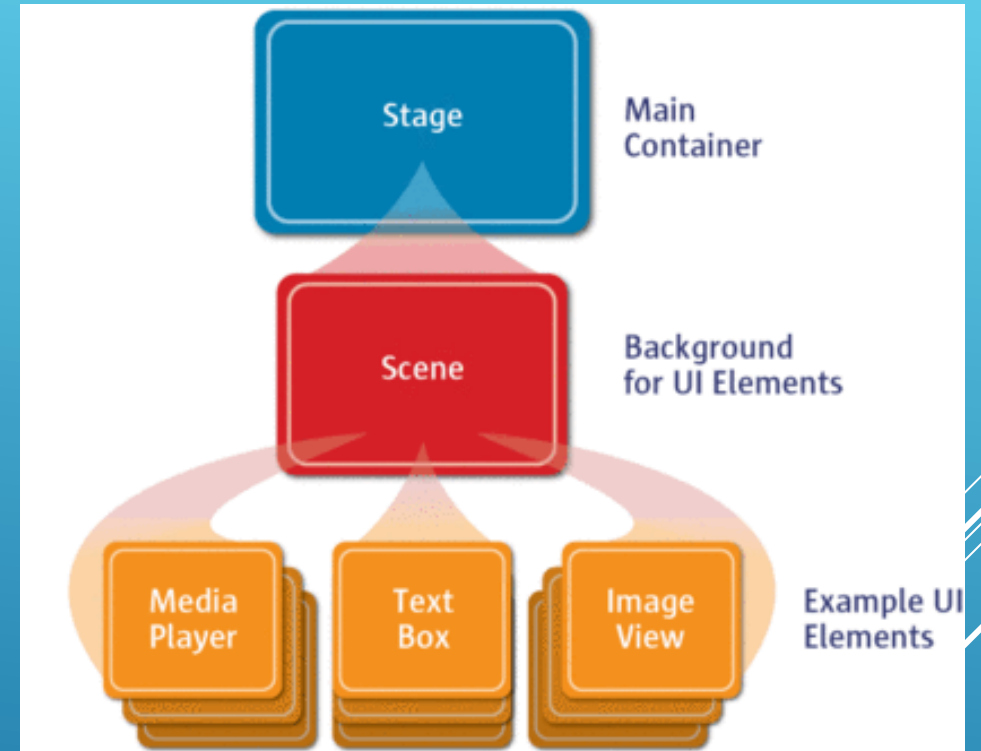 Stage
Main
Container
Scene
Background
for UI Elements
Media
Player
Text
Box
Image
View
Example UI
Elements